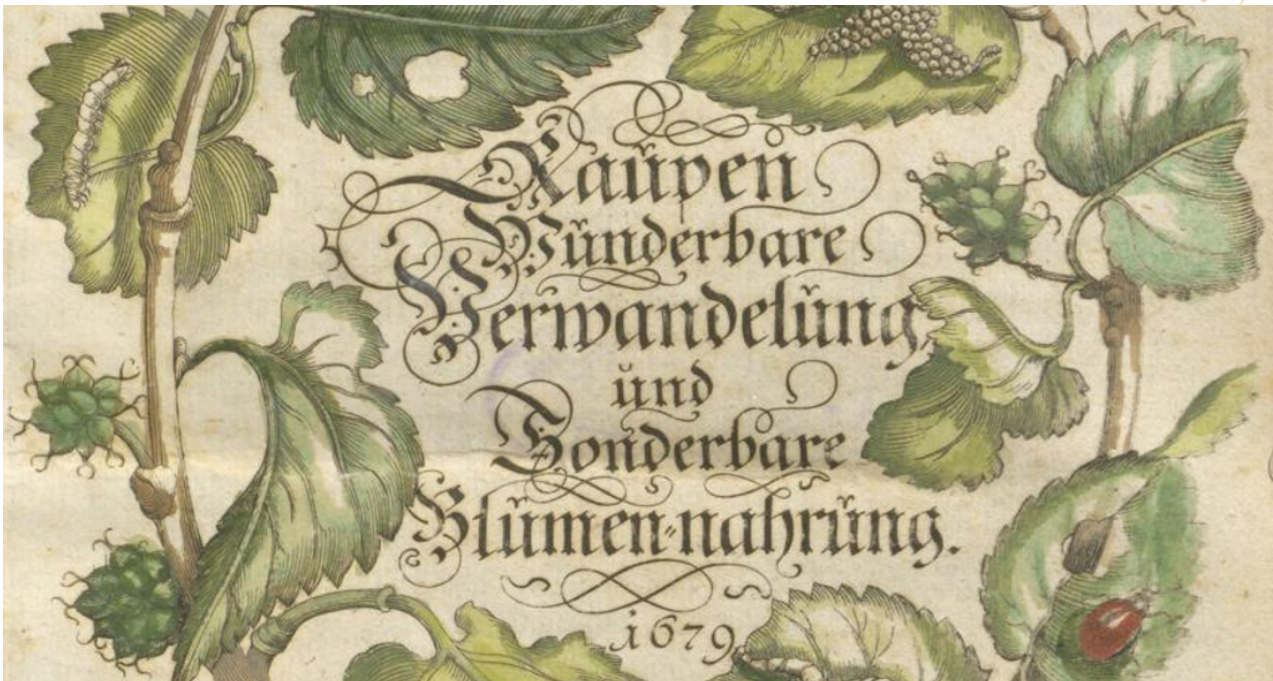 Raupen
Wunderbare
Verwandelung,
und
Sonderbare
Blumen-nahrung.
1679